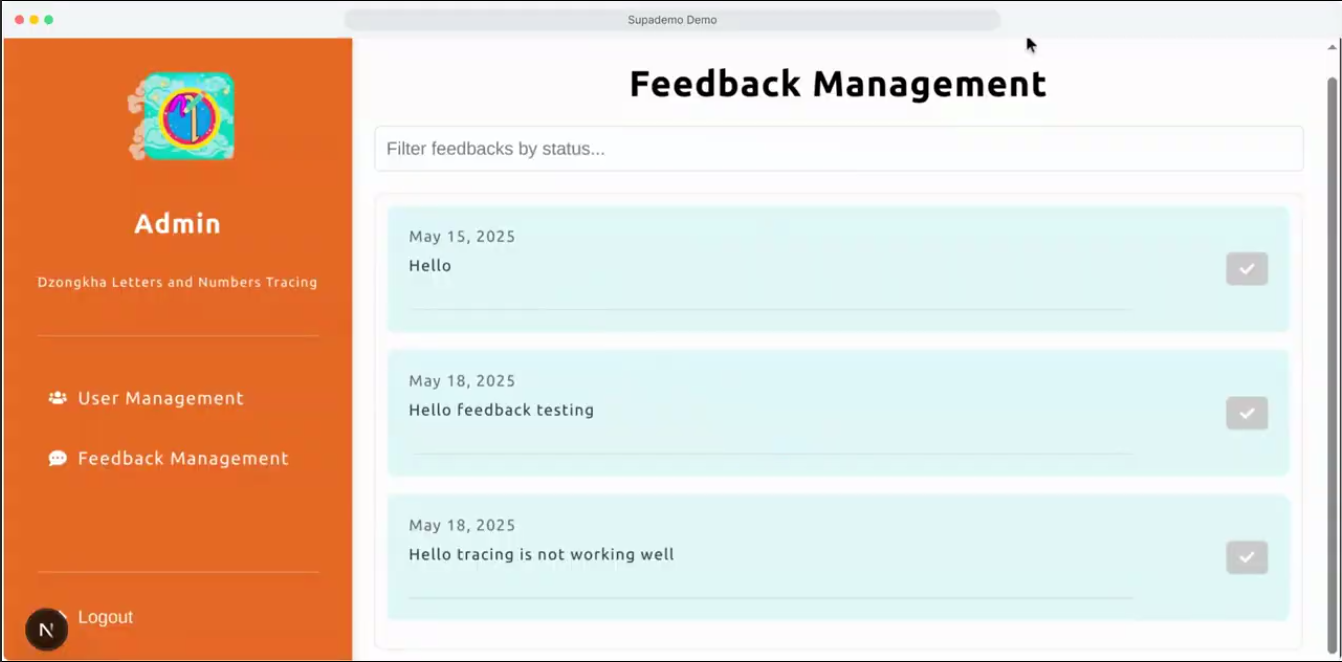 Supademo Demo
Admin
Dzongkha Letters and Numbers Tracing
User Management
Feedback Management
Logout
N
Feedback Management
Filter feedbacks by status...
May 15, 2025
Hello
May 18, 2025
Hello feedback testing
May 18, 2025
Hello tracing is not working well